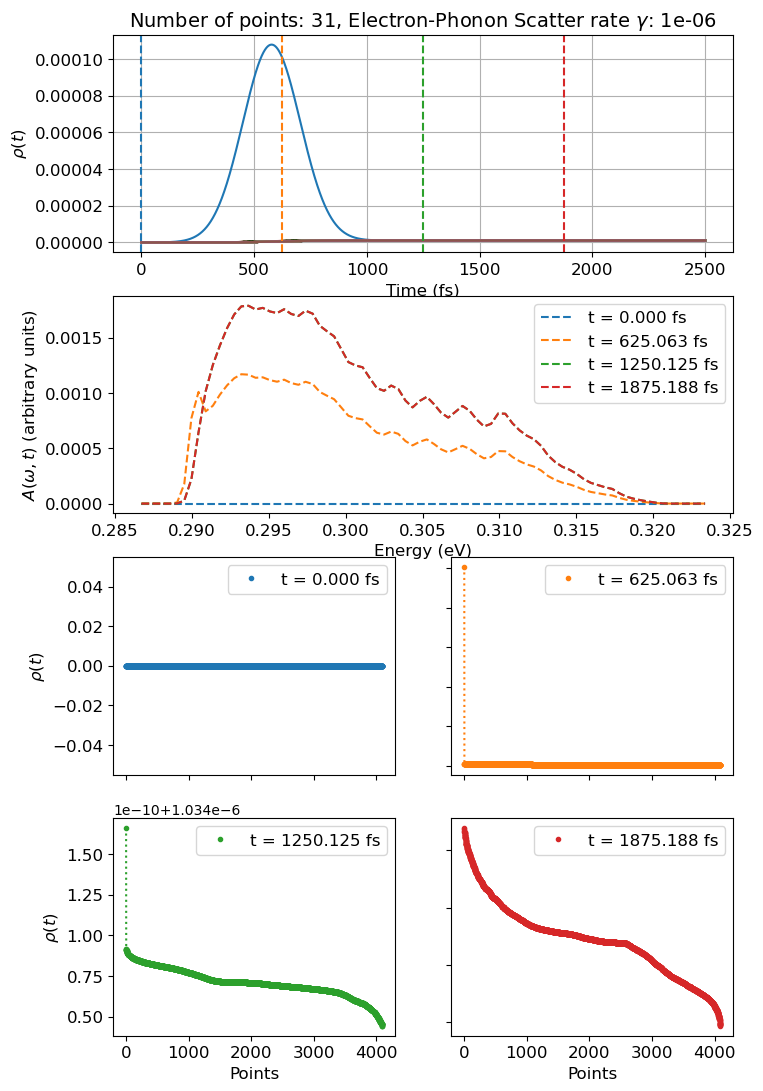 Number of points: 31, Electron-Phonon Scatter rate γ: 1e-06
0.00010
0.00008
0.00006
0.00004
0.00002
0.00000
ρ(t)
0 500 1000 1500 2000 2500
Time (fs)
0.0015
0.0010
0.0005
0.0000
A(ω, t) (arbitrary units)
t = 0.000 fs
t = 625.063 fs
t = 1250.125 fs
t = 1875.188 fs
0.285 0.290 0.295 0.300 0.305 0.310 0.315 0.320 0.325
Energy (eV)
0.04
0.02
0.00
−0.02
−0.04
ρ(t)
t = 0.000 fs
t = 625.063 fs
1e−10+1.034e−6
1.50
1.25
1.00
0.75
0.50
ρ(t)
t = 1250.125 fs
0 1000 2000 3000 4000
Points
t = 1875.188 fs
0 1000 2000 3000 4000
Points